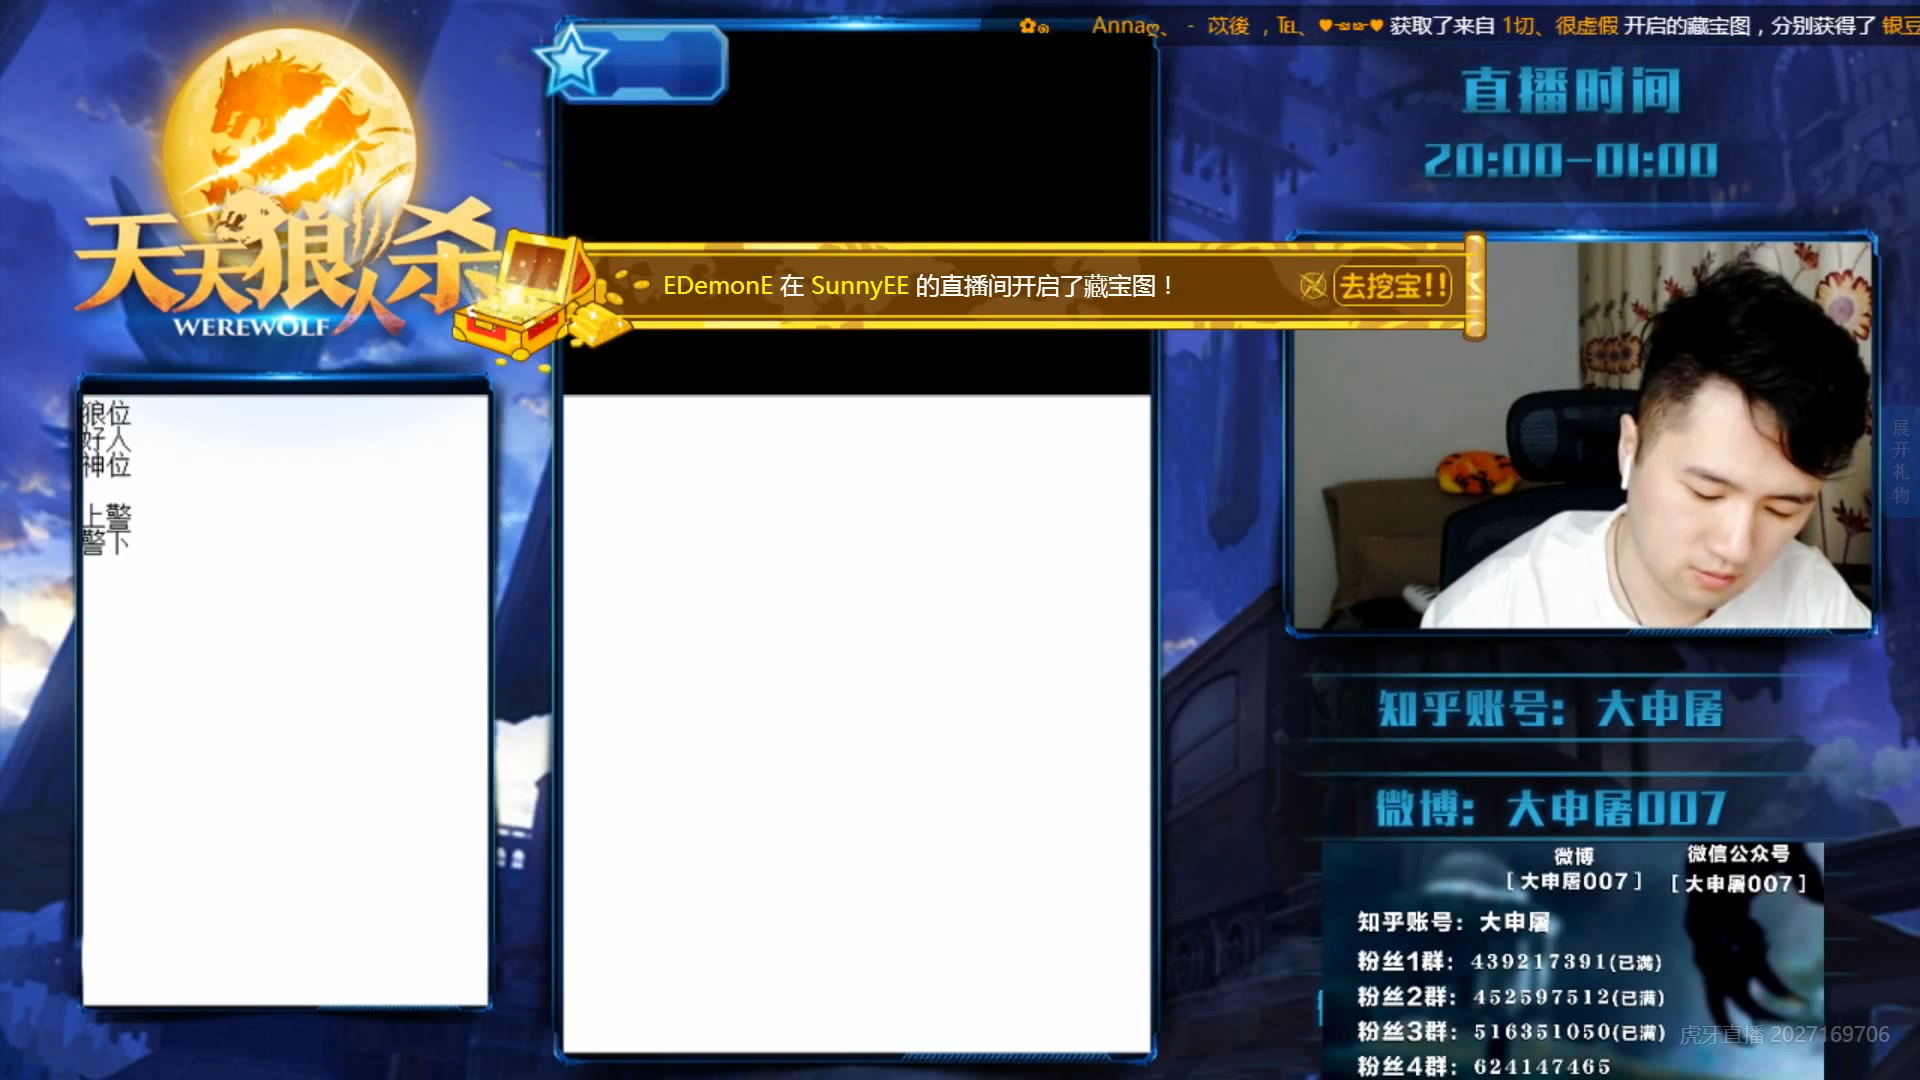 Annaღ、 - 苡後 ，℡、♥༺༻♥ 获取了来自 1切、很虚假 开启的藏宝图，分别获得了 银豆
直播时间
20:00-01:00
天天狼人杀
WEREWOLF
EDemonE 在 SunnyEE 的直播间开启了藏宝图！
去挖宝!!
狼位
好人
神位
上警
警下
展开礼物
知乎账号: 大申屠
微博: 大申屠007
微博
[大申屠007]
微信公众号
[大申屠007]
知乎账号: 大申屠
粉丝1群: 439217391(已满)
粉丝2群: 452597512(已满)
粉丝3群: 516351050(已满)
粉丝4群: 624147465
虎牙直播 2027169706